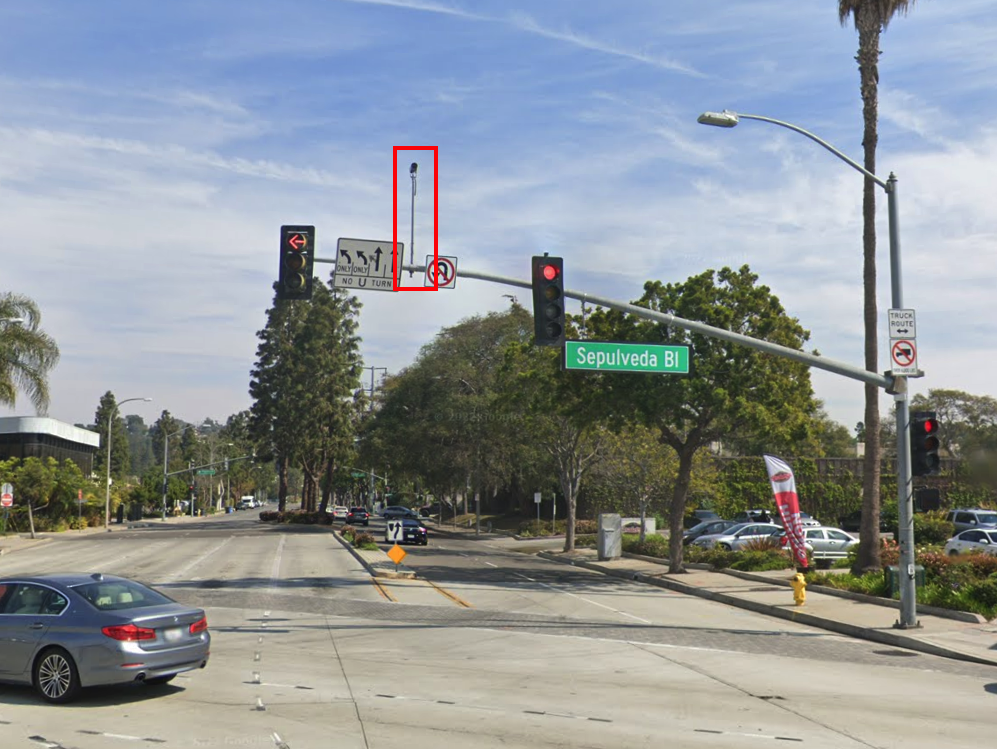 ONLY ONLY
NO U TURN
Sepulveda Bl
TRUCK
ROUTE